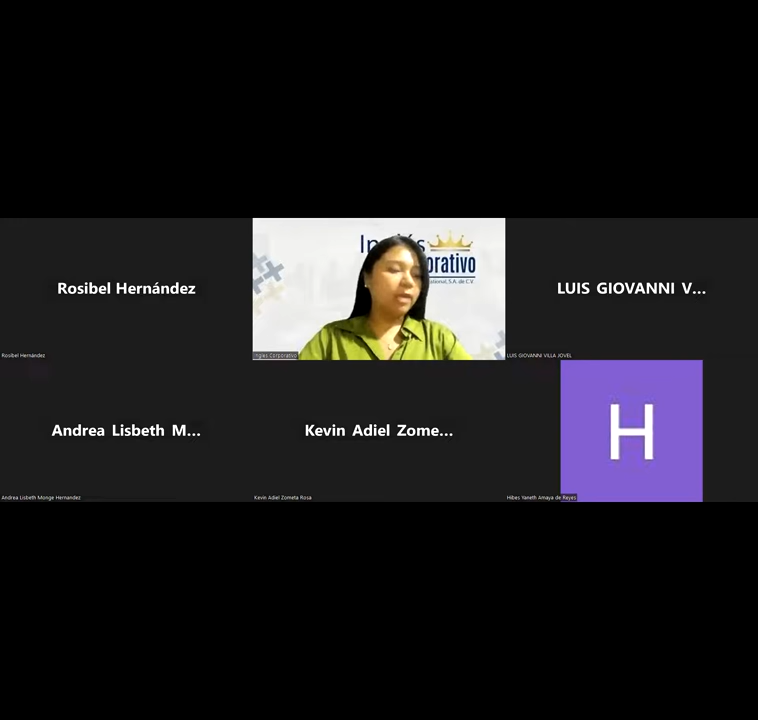 Rosibel Hernández
Rosibel Hernández
Inglés Corporativo
LUIS GIOVANNI V...
LUIS GIOVANNI VILLA JOVEL
Andrea Lisbeth M...
Andrea Lisbeth Monge Hernandez
Kevin Adiel Zome...
Kevin Adiel Zometa Rosa
H
Hibes Yaneth Amaya de Reyes